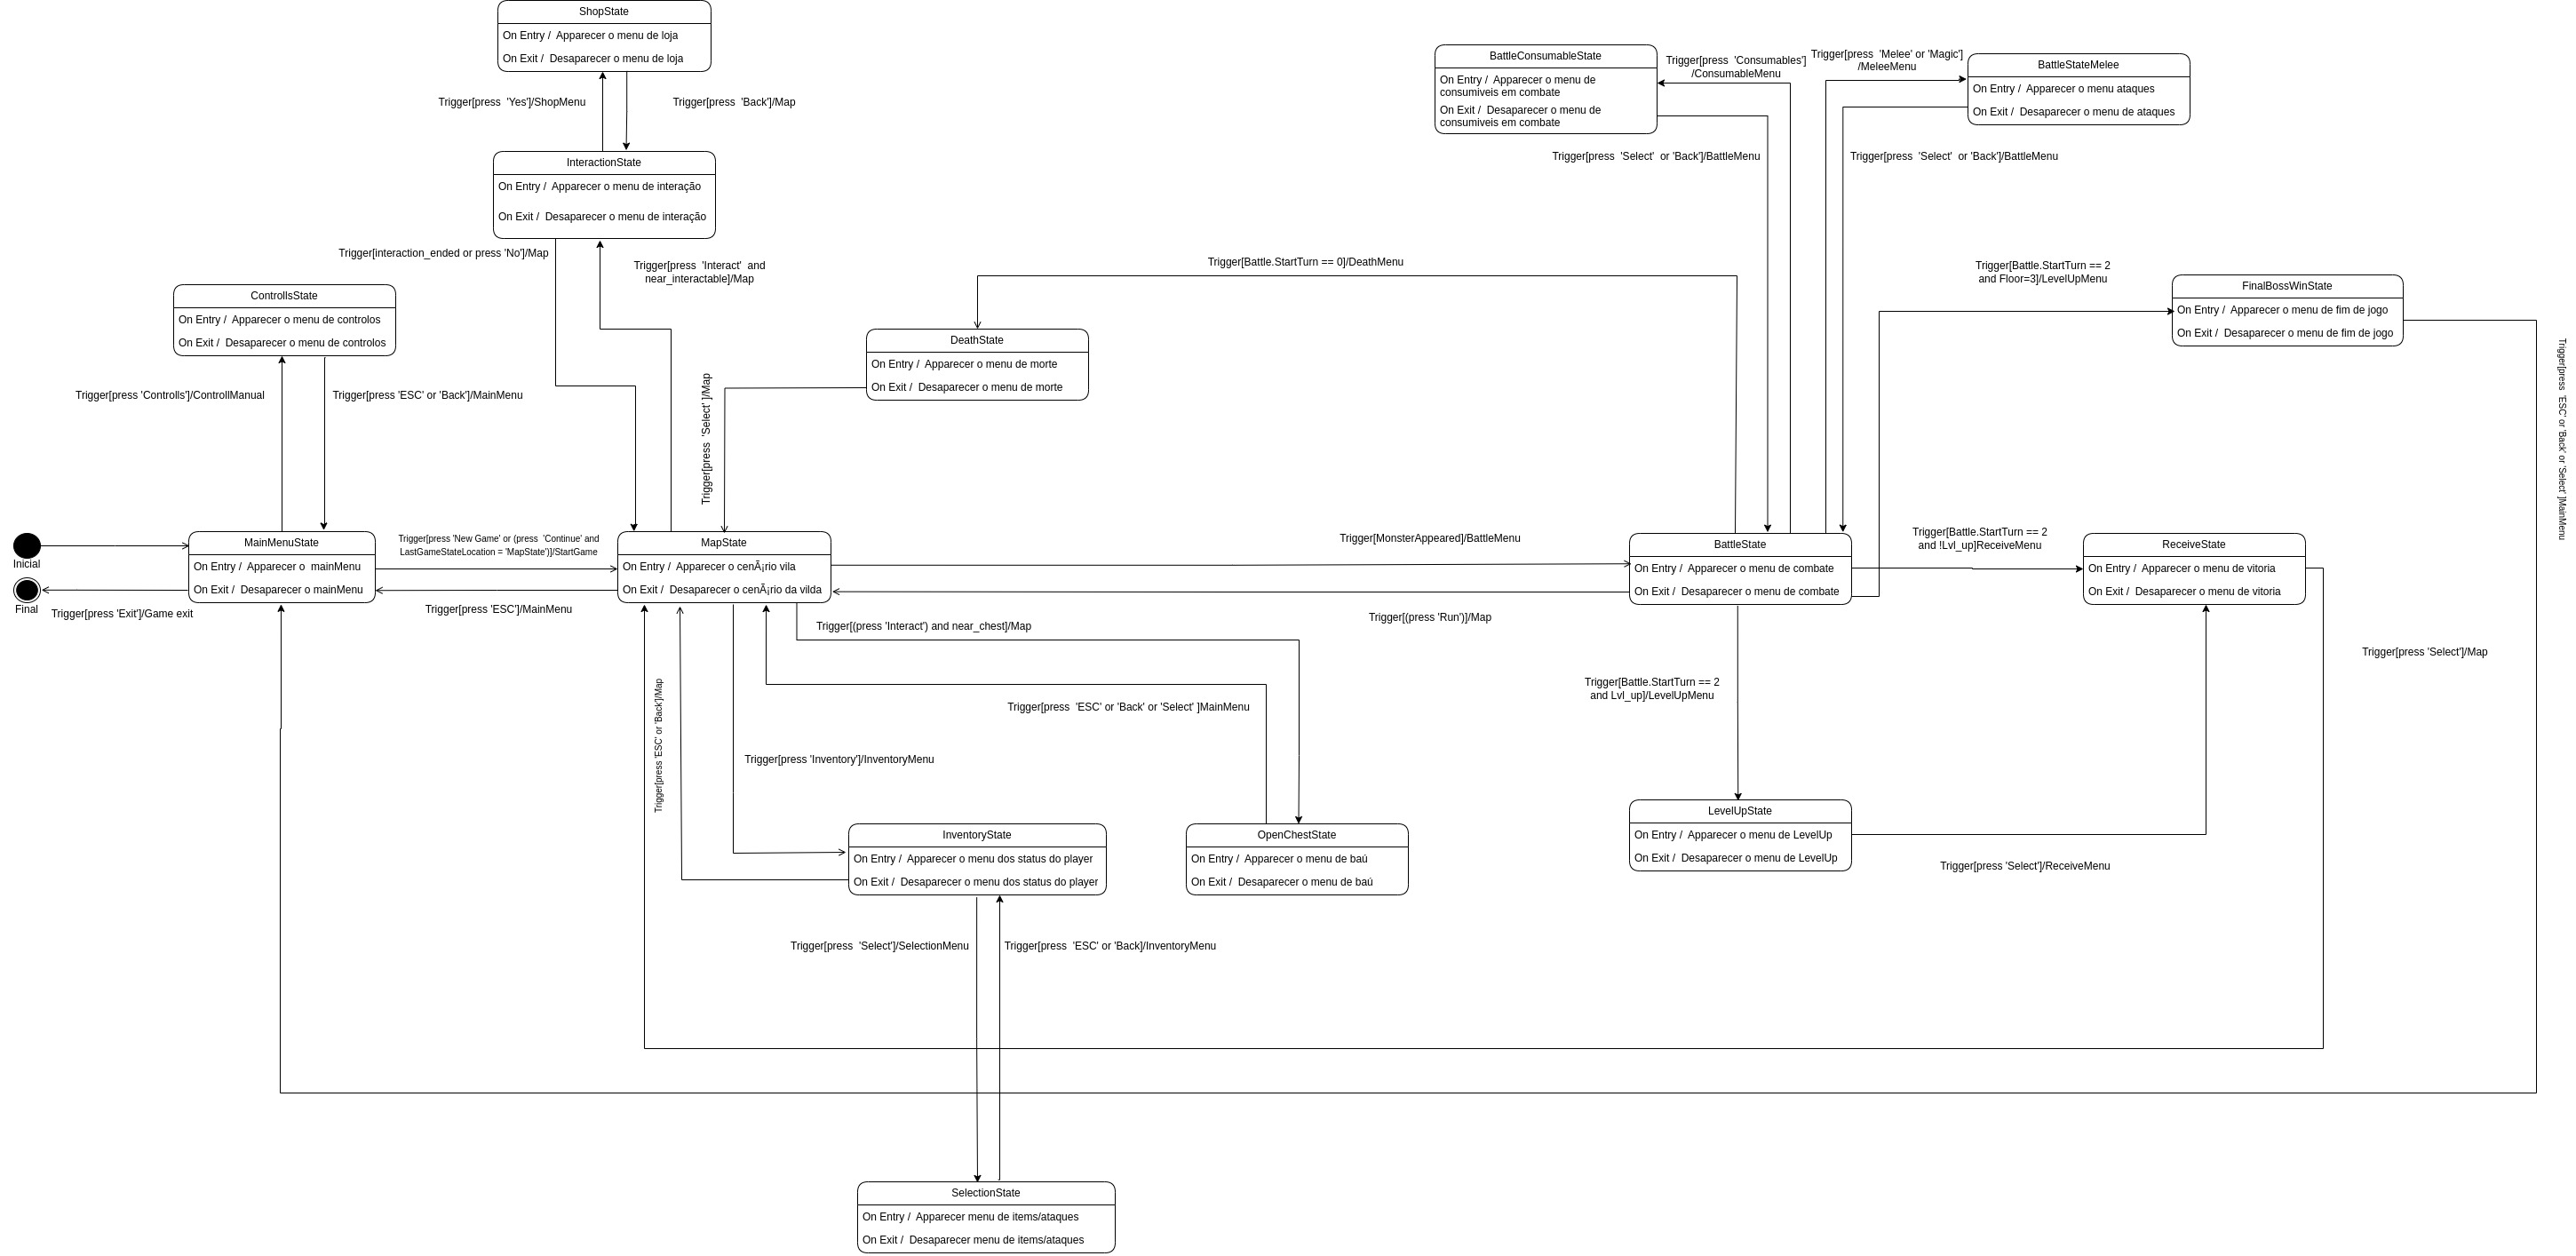 ShopState
On Entry /  Apparecer o menu de loja
On Exit /  Desaparecer o menu de loja
Trigger[press  'Yes']/ShopMenu
Trigger[press  'Back']/Map
InteractionState
On Entry /  Apparecer o menu de interação
On Exit /  Desaparecer o menu de interação
Trigger[interaction_ended or press 'No']/Map
Trigger[press  'Interact'  and
near_interactable]/Map
ControllsState
On Entry /  Apparecer o menu de controlos
On Exit /  Desaparecer o menu de controlos
Trigger[press 'Controlls']/ControllManual
Trigger[press 'ESC' or 'Back']/MainMenu
BattleConsumableState
On Entry /  Apparecer o menu de
consumiveis em combate
On Exit /  Desaparecer o menu de
consumiveis em combate
Trigger[press  'Consumables']
/ConsumableMenu
Trigger[press  'Melee' or 'Magic']
/MeleeMenu
BattleStateMelee
On Entry /  Apparecer o menu ataques
On Exit /  Desaparecer o menu de ataques
Trigger[press  'Select'  or 'Back']/BattleMenu
Trigger[press  'Select'  or 'Back']/BattleMenu
Trigger[Battle.StartTurn == 0]/DeathMenu
DeathState
On Entry /  Apparecer o menu de morte
On Exit /  Desaparecer o menu de morte
Trigger[press  'Select' ]/Map
Trigger[Battle.StartTurn == 2
and Floor=3]/LevelUpMenu
FinalBossWinState
On Entry /  Apparecer o menu de fim de jogo
On Exit /  Desaparecer o menu de fim de jogo
Trigger[press  'ESC' or 'Back' or 'Select' ]MainMenu
Inicial
Final
Trigger[press 'Exit']/Game exit
MainMenuState
On Entry /  Apparecer o  mainMenu
On Exit /  Desaparecer o mainMenu
Trigger[press 'New Game' or (press  'Continue' and
LastGameStateLocation = 'MapState')]/StartGame
Trigger[press 'ESC']/MainMenu
MapState
On Entry /  Apparecer o cenÃ¡rio vila
On Exit /  Desaparecer o cenÃ¡rio da vilda
Trigger[MonsterAppeared]/BattleMenu
Trigger[(press 'Run')]/Map
BattleState
On Entry /  Apparecer o menu de combate
On Exit /  Desaparecer o menu de combate
Trigger[Battle.StartTurn == 2
and !Lvl_up]ReceiveMenu
ReceiveState
On Entry /  Apparecer o menu de vitoria
On Exit /  Desaparecer o menu de vitoria
Trigger[press 'Select']/Map
Trigger[(press 'Interact') and near_chest]/Map
Trigger[press  'ESC' or 'Back' or 'Select' ]MainMenu
Trigger[press 'ESC' or 'Back']/Map
Trigger[press 'Inventory']/InventoryMenu
Trigger[Battle.StartTurn == 2
and Lvl_up]/LevelUpMenu
InventoryState
On Entry /  Apparecer o menu dos status do player
On Exit /  Desaparecer o menu dos status do player
OpenChestState
On Entry /  Apparecer o menu de baú
On Exit /  Desaparecer o menu de baú
LevelUpState
On Entry /  Apparecer o menu de LevelUp
On Exit /  Desaparecer o menu de LevelUp
Trigger[press 'Select']/ReceiveMenu
Trigger[press  'Select']/SelectionMenu
Trigger[press  'ESC' or 'Back]/InventoryMenu
SelectionState
On Entry /  Apparecer menu de items/ataques
On Exit /  Desaparecer menu de items/ataques